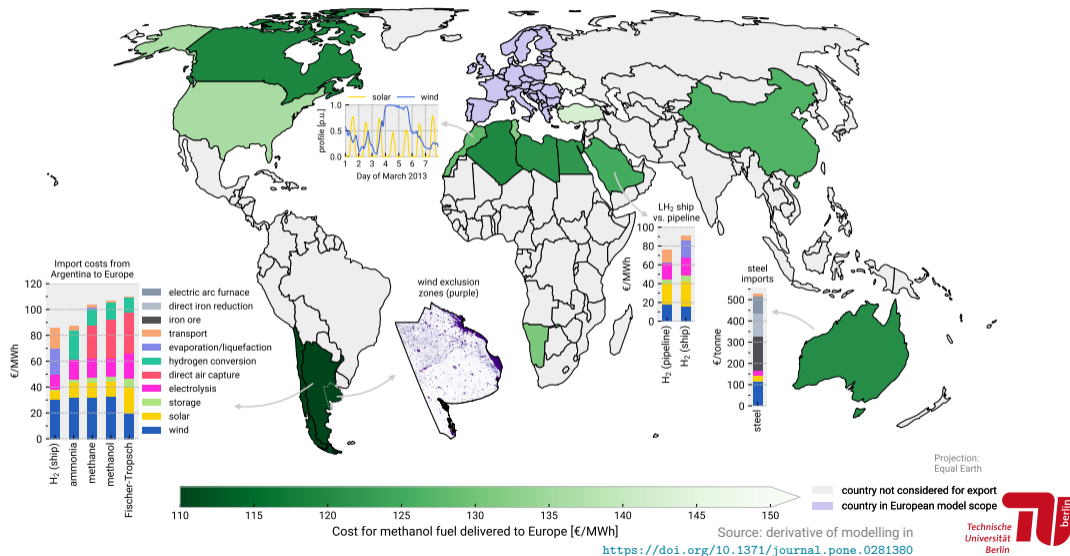 solar wind
profile [p.u.]
1.0
0.5
0.0
1 2 3 4 5 6 7
Day of March 2013
LH₂ ship
vs. pipeline
€/MWh
100
80
60
40
20
0
H₂ (pipeline)
H₂ (ship)
Import costs from
Argentina to Europe
€/MWh
120
100
80
60
40
20
0
H₂ (ship)
ammonia
methane
methanol
Fischer-Tropsch
electric arc furnace
direct iron reduction
iron ore
transport
evaporation/liquefaction
hydrogen conversion
direct air capture
electrolysis
storage
solar
wind
wind exclusion
zones (purple)
steel
imports
€/tonne
500
400
300
200
100
0
steel
Projection:
Equal Earth
110 115 120 125 130 135 140 145 150
Cost for methanol fuel delivered to Europe [€/MWh]
country not considered for export
country in European model scope
Source: derivative of modelling in
https://doi.org/10.1371/journal.pone.0281380
Technische
Universität
Berlin
berlin